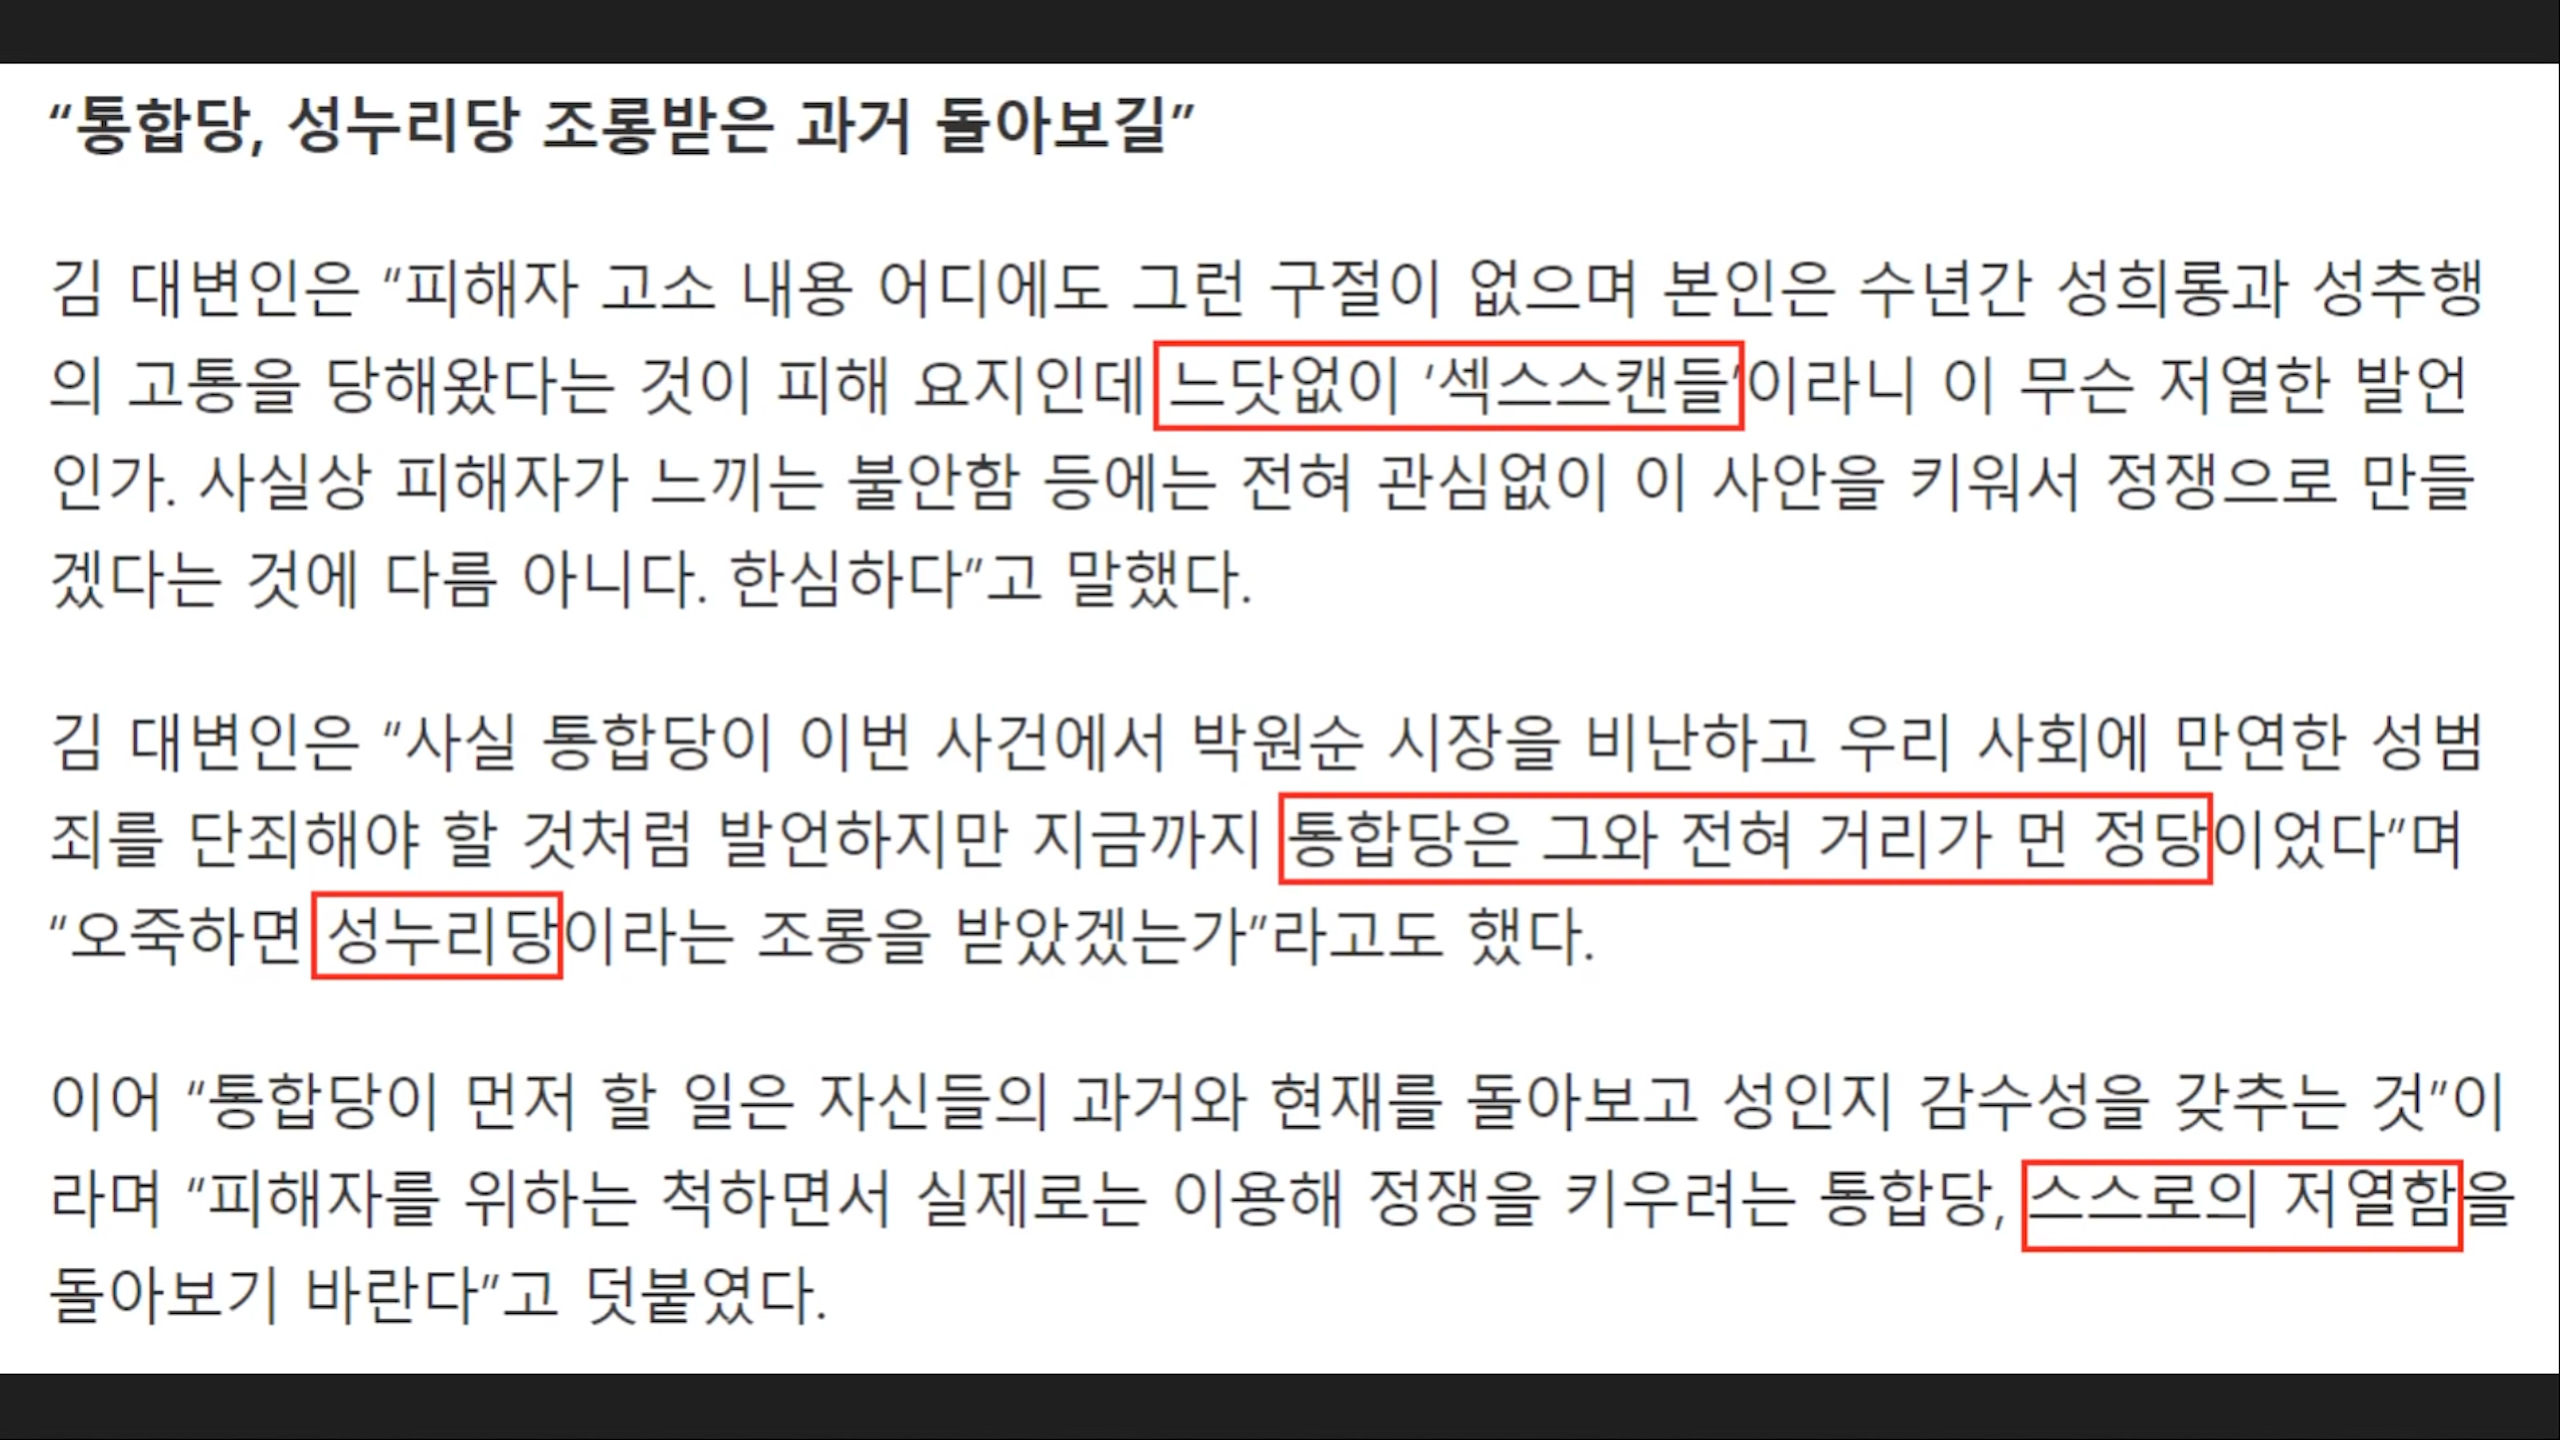 “통합당, 성누리당 조롱받은 과거 돌아보길”
김 대변인은 “피해자 고소 내용 어디에도 그런 구절이 없으며 본인은 수년간 성희롱과 성추행
의 고통을 당해왔다는 것이 피해 요지인데 느닷없이 ‘섹스스캔들’이라니 이 무슨 저열한 발언
인가. 사실상 피해자가 느끼는 불안함 등에는 전혀 관심없이 이 사안을 키워서 정쟁으로 만들
겠다는 것에 다름 아니다. 한심하다”고 말했다.
김 대변인은 “사실 통합당이 이번 사건에서 박원순 시장을 비난하고 우리 사회에 만연한 성범
죄를 단죄해야 할 것처럼 발언하지만 지금까지 통합당은 그와 전혀 거리가 먼 정당이었다”며
“오죽하면 성누리당이라는 조롱을 받았겠는가”라고도 했다.
이어 “통합당이 먼저 할 일은 자신들의 과거와 현재를 돌아보고 성인지 감수성을 갖추는 것”이
라며 “피해자를 위하는 척하면서 실제로는 이용해 정쟁을 키우려는 통합당, 스스로의 저열함을
돌아보기 바란다”고 덧붙였다.